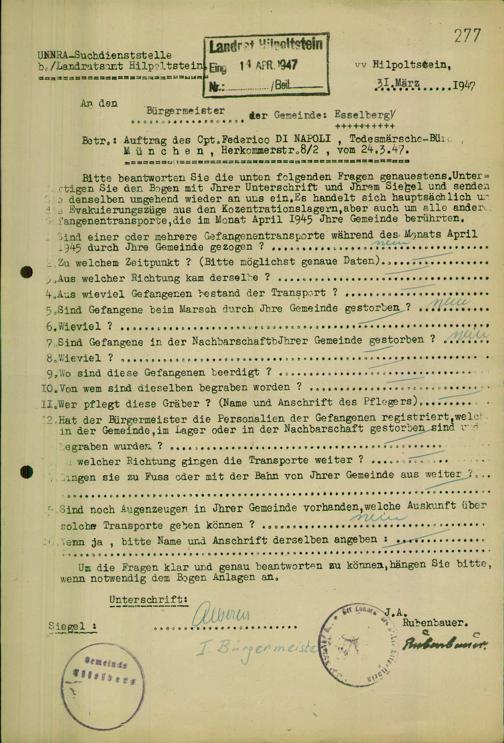 277
UNNRA-Suchdienststelle
b./Landratsamt Hilpoltstein
Landrat Hilpoltstein
Eing 11 APR. 1947
Nr.: /Beil
Hilpoltstein,
31.März 1947
An den
Bürgermeister der Gemeinde: Esselberg/
Betr.: Auftrag des Cpt.Federico DI NAPOLI , Todesmärsche-Büro,
München, Herkommerstr.8/2 , vom 24.3.47.
Bitte beantworten Sie die unten folgenden Fragen genauestens.Unter=
fertigen Sie den Bogen mit Jhrer Unterschrift und Jhrem Siegel und senden
denselben umgehend wieder an uns ein.Es handelt sich hauptsächlich um
die Evakuierungszüge aus den Kozentrationslagern,aber auch um alle andern
Gefangenentransporte,die im Monat April 1945 Jhre Gemeinde berührten.
Sind einer oder mehrere Gefangenentransporte während des Monats April
1945 durch Jhre Gemeinde gezogen ? nein
2.Zu welchem Zeitpunkt ? (Bitte möglichst genaue Daten)
3.Aus welcher Richtung kam derselbe ?
4.Aus wieviel Gefangenen bestand der Transport ?
5.Sind Gefangene beim Marsch durch Jhre Gemeinde gestorben ? nein
6.Wieviel ?
7.Sind Gefangene in der Nachbarschaftb Jhrer Gemeinde gestorben ? nein
8.Wieviel ?
9.Wo sind diese Gefangenen beerdigt ?
10.Von wem sind dieselben begraben worden ?
11.Wer pflegt diese Gräber ? (Name und Anschrift des Pflegers)
12.Hat der Bürgermeister die Personalien der Gefangenen registriert,welche
in der Gemeinde,im Lager oder in der Nachbarschaft gestorben sind und
begraben wurden ?
welcher Richtung gingen die Transporte weiter ?
Gingen sie zu Fuss oder mit der Bahn von Jhrer Gemeinde aus weiter ?
Sind noch Augenzeugen in Jhrer Gemeinde vorhanden,welche Auskunft über
solche Transporte geben können ? nein
Wenn ja , bitte Name und Anschrift derselben angeben :
Um die Fragen klar und genau beantworten zu können,hängen Sie bitte,
wenn notwendig dem Bogen Anlagen an.
Unterschrift:
J.A.
Siegel :
Rubenbauer.
I. Bürgermeister
Rubenbauer
Gemeinde